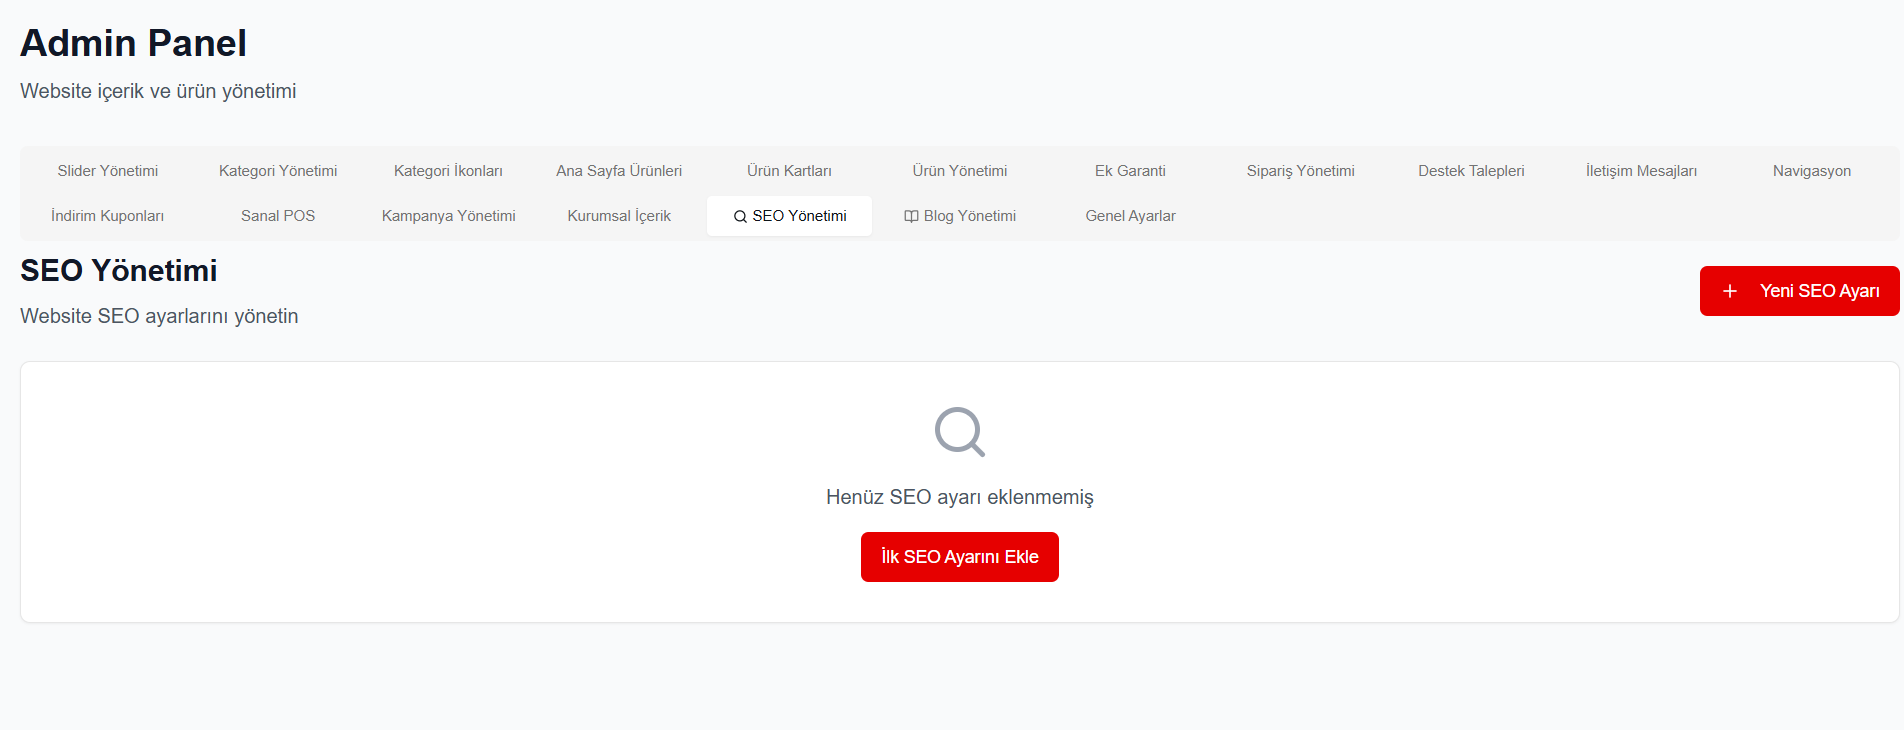 Admin Panel
Website içerik ve ürün yönetimi
Slider Yönetimi Kategori Yönetimi Kategori İkonları Ana Sayfa Ürünleri Ürün Kartları Ürün Yönetimi Ek Garanti Sipariş Yönetimi Destek Talepleri İletişim Mesajları Navigasyon
İndirim Kuponları Sanal POS Kampanya Yönetimi Kurumsal İçerik SEO Yönetimi Blog Yönetimi Genel Ayarlar
SEO Yönetimi
Website SEO ayarlarını yönetin
+ Yeni SEO Ayarı
Henüz SEO ayarı eklenmemiş
İlk SEO Ayarını Ekle